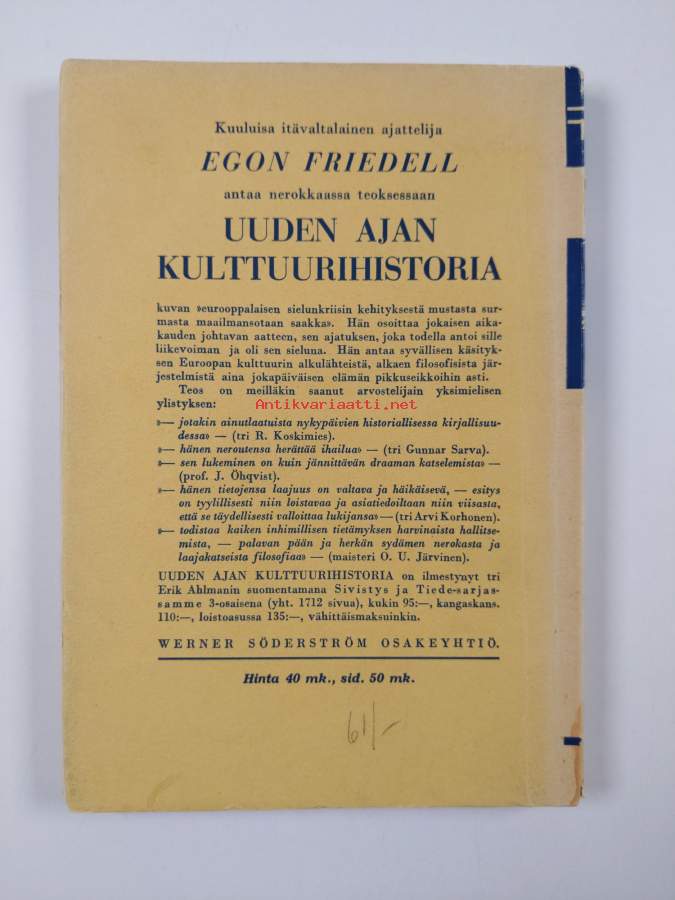 Kuuluisa itävaltalainen ajattelija
EGON FRIEDELL
antaa nerokkaassa teoksessaan
UUDEN AJAN
KULTTUURIHISTORIA
kuvan »eurooppalaisen sielunkriisin kehityksestä mustasta sur-
masta maailmansotaan saakka». Hän osoittaa jokaisen aika-
kauden johtavan aatteen, sen ajatuksen, joka todella antoi sille
liikevoiman ja oli sen sieluna. Hän antaa syvällisen käsityk-
sen Euroopan kulttuurin alkulähteistä, alkaen filosofisista jär-
jestelmistä aina jokapäiväisen elämän pikkuseikkoihin asti.
Teos on meilläkin saanut arvostelijain yksimielisen
ylistyksen:
Antikvariaatti.net
»— jotakin ainutlaatuista nykypäivien historiallisessa kirjallisuu-
dessa» — (tri R. Koskimies).
»— hänen neroutensa herättää ihailua» — (tri Gunnar Sarva).
»— sen lukeminen on kuin jännittävän draaman katselemista» —
(prof. J. Öhqvist).
»— hänen tietojensa laajuus on valtava ja häikäisevä, — esitys
on tyylillisesti niin loistavaa ja asiatiedoiltaan niin viisasta,
että se täydellisesti valloittaa lukijansa» — (tri Arvi Korhonen).
»— todistaa kaiken inhimillisen tietämyksen harvinaista hallitse-
mista, — palavan pään ja herkän sydämen nerokasta ja
laajakatseista filosofiaa» — (maisteri O. U. Järvinen).
UUDEN AJAN KULTTUURIHISTORIA on ilmestynyt tri
Erik Ahlmanin suomentamana Sivistys ja Tiede-sarjas-
samme 3-osaisena (yht. 1712 sivua), kukin 95:—, kangaskans.
110:—, loistoasussa 135:—, vähittäismaksuinkin.
WERNER SÖDERSTRÖM OSAKEYHTIÖ.
Hinta 40 mk., sid. 50 mk.
61/-